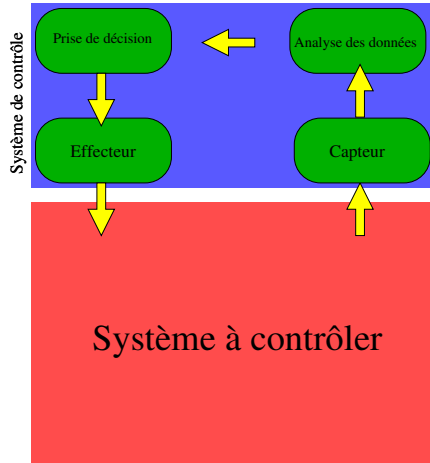 Système de contrôle
Prise de décision
Analyse des données
Effecteur
Capteur
Système à contrôler